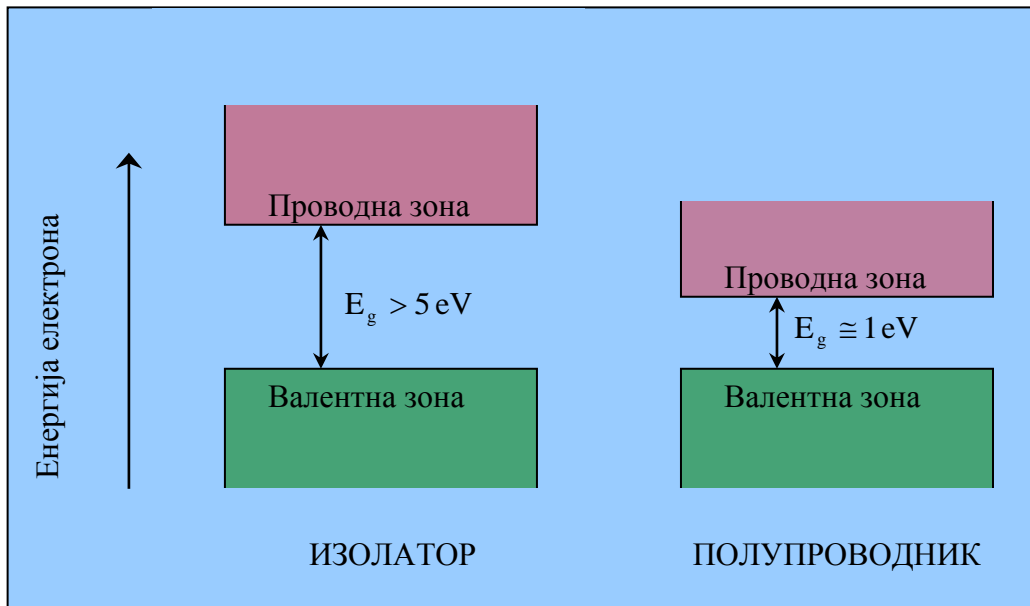 Енергија електрона
Проводна зона
E_g > 5 eV
Валентна зона
ИЗОЛАТОР
Проводна зона
E_g ≅ 1 eV
Валентна зона
ПОЛУПРОВОДНИК